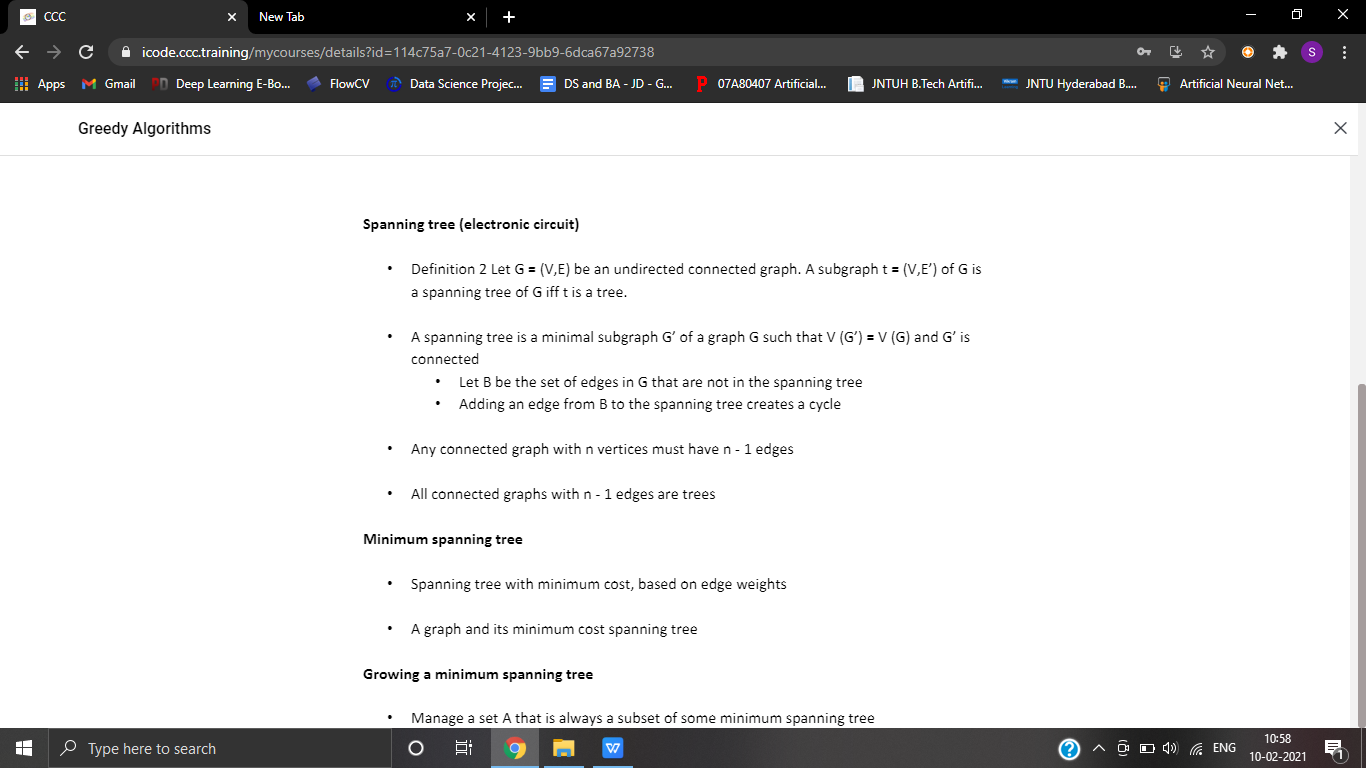 CCC
New Tab
icode.ccc.training/mycourses/details?id=114c75a7-0c21-4123-9bb9-6dca67a92738
S
Apps
Gmail
Deep Learning E-Bo...
FlowCV
Data Science Projec...
DS and BA - JD - G...
07A80407 Artificial...
JNTUH B.Tech Artifi...
JNTU Hyderabad B....
Artificial Neural Net...
Greedy Algorithms
Spanning tree (electronic circuit)
• Definition 2 Let G = (V,E) be an undirected connected graph. A subgraph t = (V,E’) of G is
a spanning tree of G iff t is a tree.
• A spanning tree is a minimal subgraph G’ of a graph G such that V (G’) = V (G) and G’ is
connected
• Let B be the set of edges in G that are not in the spanning tree
• Adding an edge from B to the spanning tree creates a cycle
• Any connected graph with n vertices must have n - 1 edges
• All connected graphs with n - 1 edges are trees
Minimum spanning tree
• Spanning tree with minimum cost, based on edge weights
• A graph and its minimum cost spanning tree
Growing a minimum spanning tree
• Manage a set A that is always a subset of some minimum spanning tree
Type here to search
ENG
10:58
10-02-2021
1